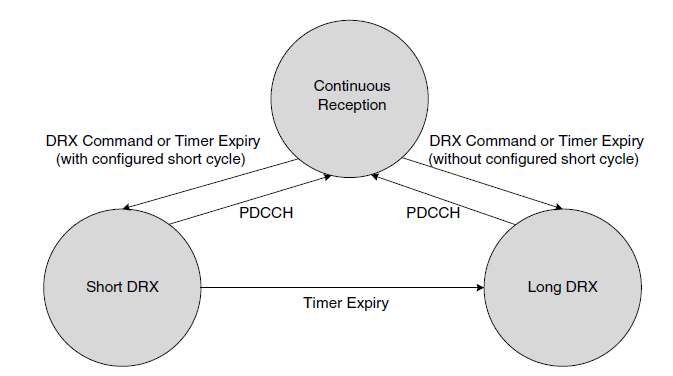 Continuous
Reception
DRX Command or Timer Expiry
(with configured short cycle)
DRX Command or Timer Expiry
(without configured short cycle)
PDCCH
PDCCH
Short DRX
Long DRX
Timer Expiry